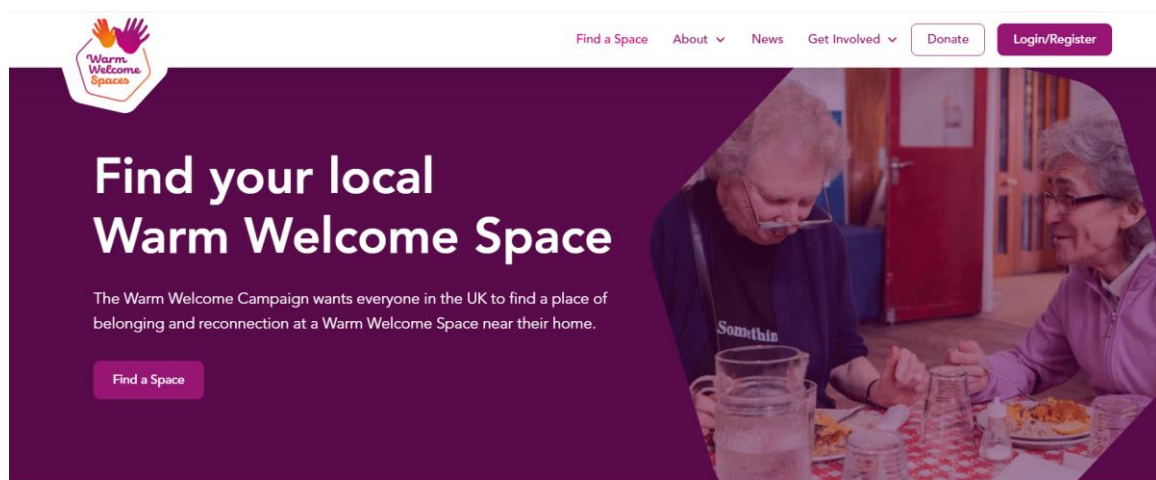 Warm
Welcome
Spaces
Find a Space
About
News
Get Involved
Donate
Login/Register
Find your local
Warm Welcome Space
The Warm Welcome Campaign wants everyone in the UK to find a place of
belonging and reconnection at a Warm Welcome Space near their home.
Find a Space
Somethin